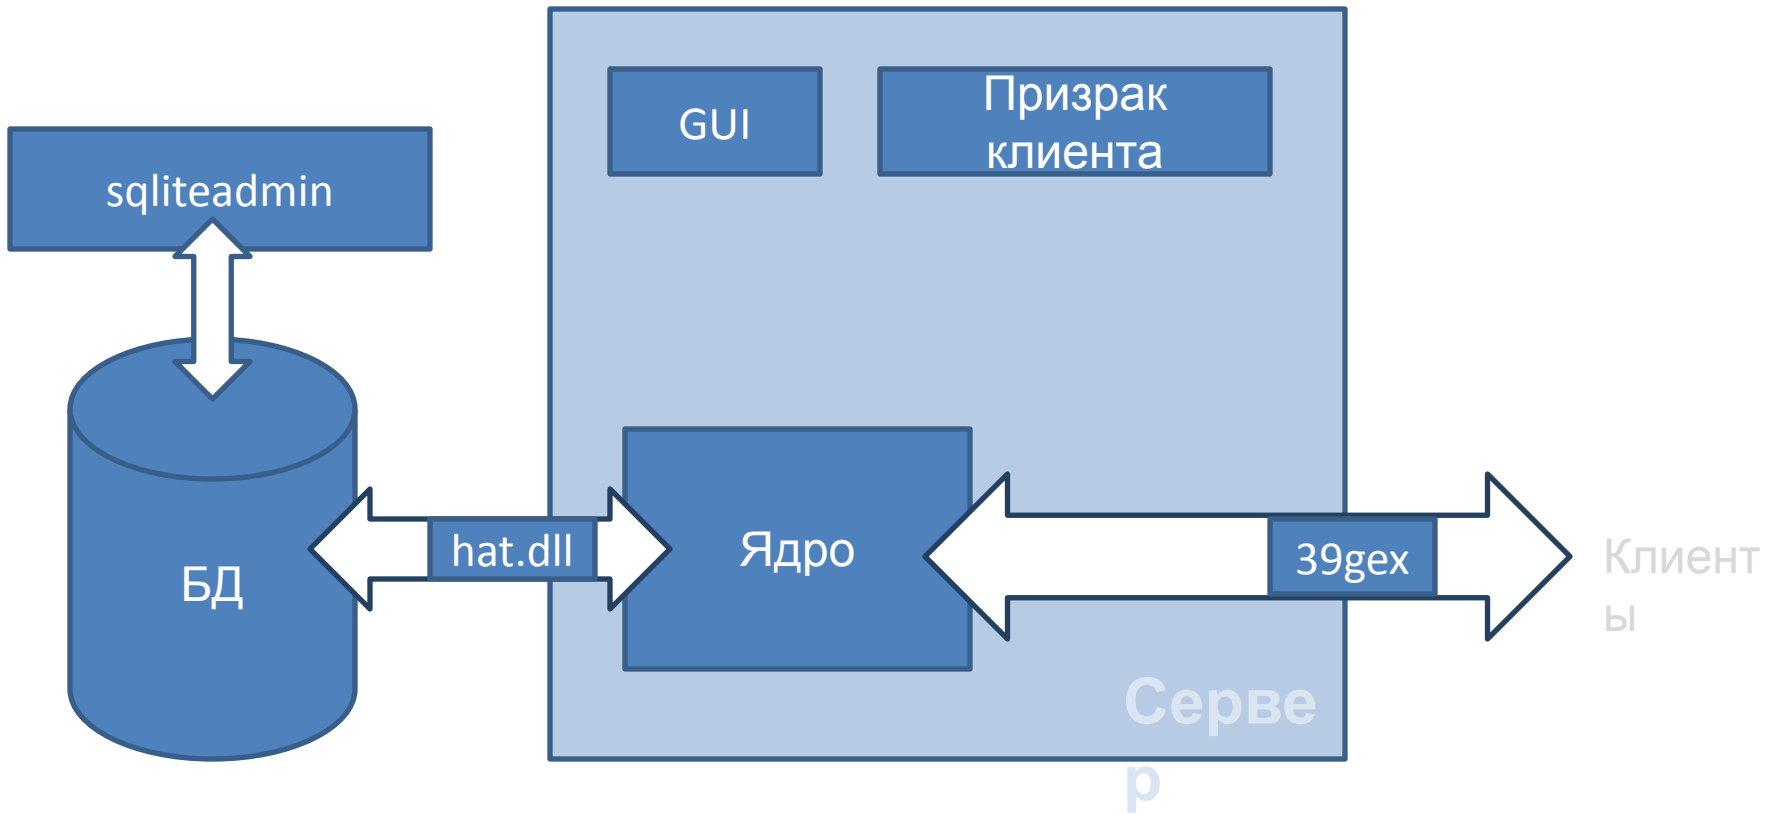 GUI
Призрак
клиента
sqliteadmin
БД
hat.dll
Ядро
39gex
Клиент
ы
Серве
р